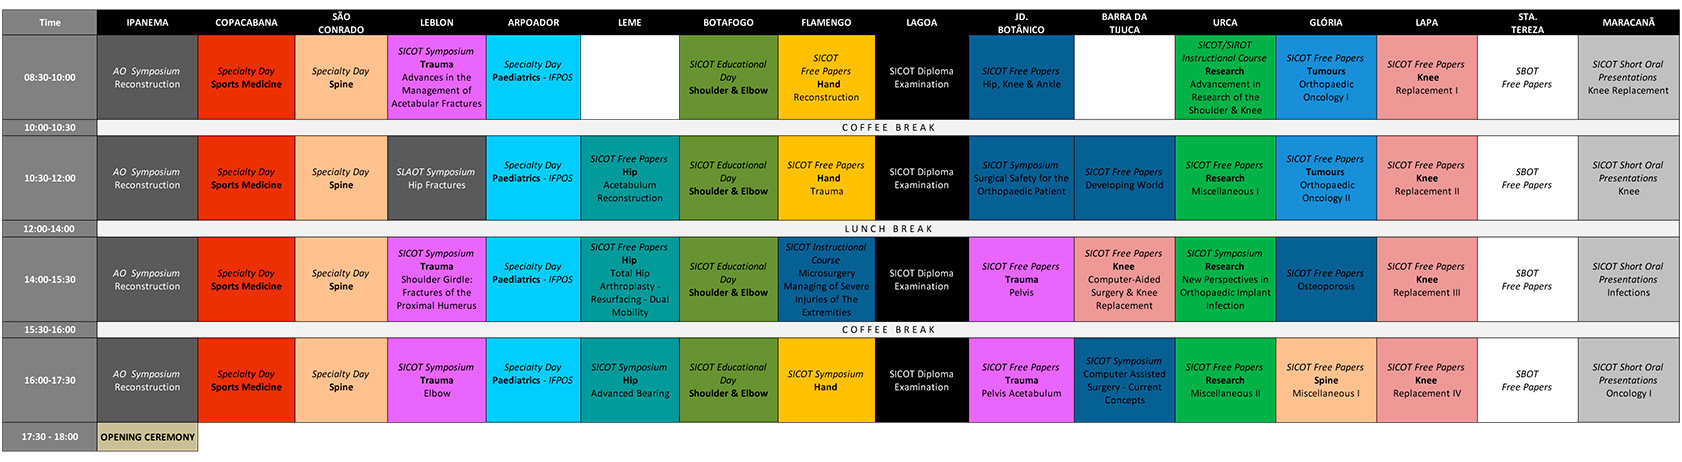 Time IPANEMA COPACABANA SÃO CONRADO LEBLON ARPOADOR LEME BOTAFOGO FLAMENGO LAGOA JD. BOTÂNICO BARRA DA TIJUCA URCA GLÓRIA LAPA STA. TEREZA MARACANÃ
08:30-10:00
AO Symposium
Reconstruction
Specialty Day
Sports Medicine
Specialty Day
Spine
SICOT Symposium
Trauma
Advances in the
Management of
Acetabular Fractures
Specialty Day
Paediatrics - IFPOS
SICOT Educational
Day
Shoulder & Elbow
SICOT
Free Papers
Hand
Reconstruction
SICOT Diploma
Examination
SICOT Free Papers
Hip, Knee & Ankle
SICOT/SIROT
Instructional Course
Research
Advancement in
Research of the
Shoulder & Knee
SICOT Free Papers
Tumours
Orthopaedic
Oncology I
SICOT Free Papers
Knee
Replacement I
SBOT
Free Papers
SICOT Short Oral
Presentations
Knee Replacement
10:00-10:30
COFFEE BREAK
10:30-12:00
AO Symposium
Reconstruction
Specialty Day
Sports Medicine
Specialty Day
Spine
SLAOT Symposium
Hip Fractures
Specialty Day
Paediatrics - IFPOS
SICOT Free Papers
Hip
Acetabulum
Reconstruction
SICOT Educational
Day
Shoulder & Elbow
SICOT Free Papers
Hand
Trauma
SICOT Diploma
Examination
SICOT Symposium
Surgical Safety for the
Orthopaedic Patient
SICOT Free Papers
Developing World
SICOT Free Papers
Research
Miscellaneous I
SICOT Free Papers
Tumours
Orthopaedic
Oncology II
SICOT Free Papers
Knee
Replacement II
SBOT
Free Papers
SICOT Short Oral
Presentations
Knee
12:00-14:00
LUNCH BREAK
14:00-15:30
AO Symposium
Reconstruction
Specialty Day
Sports Medicine
Specialty Day
Spine
SICOT Symposium
Trauma
Shoulder Girdle:
Fractures of the
Proximal Humerus
Specialty Day
Paediatrics - IFPOS
SICOT Free Papers
Hip
Total Hip
Arthroplasty -
Resurfacing - Dual
Mobility
SICOT Educational
Day
Shoulder & Elbow
SICOT Instructional
Course
Microsurgery
Managing of Severe
Injuries of The
Extremities
SICOT Diploma
Examination
SICOT Free Papers
Trauma
Pelvis
SICOT Free Papers
Knee
Computer-Aided
Surgery & Knee
Replacement
SICOT Symposium
Research
New Perspectives in
Orthopaedic Implant
Infection
SICOT Free Papers
Osteoporosis
SICOT Free Papers
Knee
Replacement III
SBOT
Free Papers
SICOT Short Oral
Presentations
Infections
15:30-16:00
COFFEE BREAK
16:00-17:30
AO Symposium
Reconstruction
Specialty Day
Sports Medicine
Specialty Day
Spine
SICOT Symposium
Trauma
Elbow
Specialty Day
Paediatrics - IFPOS
SICOT Symposium
Hip
Advanced Bearing
SICOT Educational
Day
Shoulder & Elbow
SICOT Symposium
Hand
SICOT Diploma
Examination
SICOT Free Papers
Trauma
Pelvis Acetabulum
SICOT Symposium
Computer Assisted
Surgery - Current
Concepts
SICOT Free Papers
Research
Miscellaneous II
SICOT Free Papers
Spine
Miscellaneous I
SICOT Free Papers
Knee
Replacement IV
SBOT
Free Papers
SICOT Short Oral
Presentations
Oncology I
17:30 - 18:00
OPENING CEREMONY